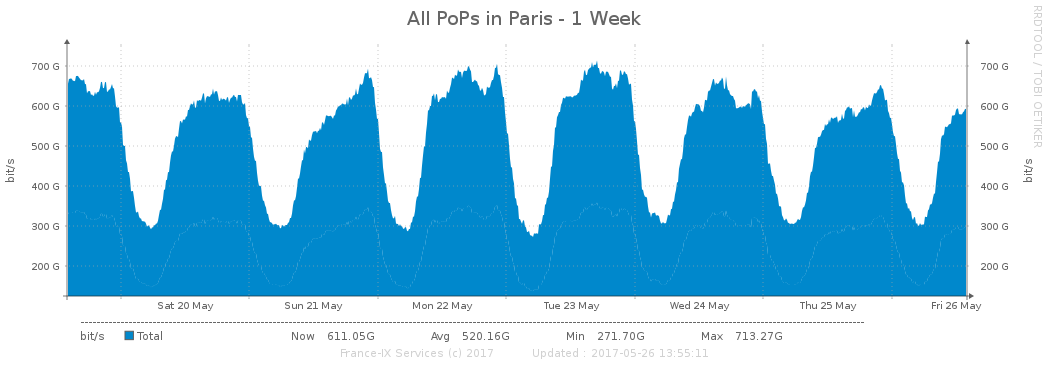 All PoPs in Paris - 1 Week
RRDTOOL / TOBI OETIKER
700 G 700 G
600 G 600 G
500 G 500 G
400 G 400 G
300 G 300 G
200 G 200 G
bit/s bit/s
Sat 20 May Sun 21 May Mon 22 May Tue 23 May Wed 24 May Thu 25 May Fri 26 May
bit/s Total Now 611.05G Avg 520.16G Min 271.70G Max 713.27G
France-IX Services (c) 2017 Updated : 2017-05-26 13:55:11